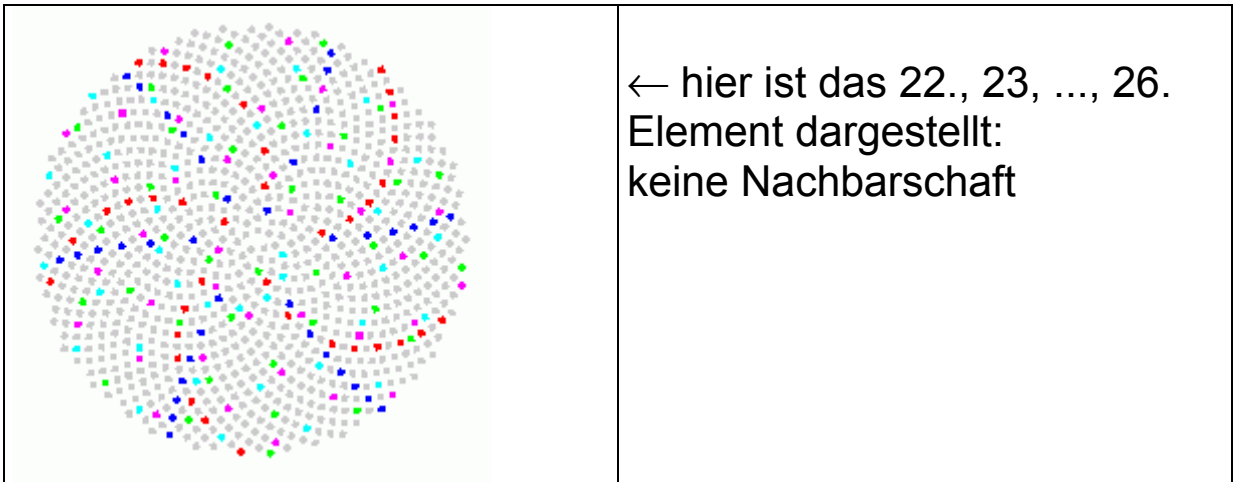 ← hier ist das 22., 23, ..., 26.
Element dargestellt:
keine Nachbarschaft